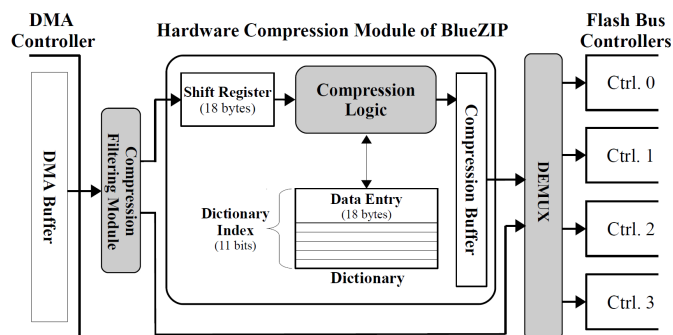 DMA
Controller
Hardware Compression Module of BlueZIP
Flash Bus
Controllers
DMA Buffer
Compression
Filtering Module
Shift Register
(18 bytes)
Compression
Logic
Dictionary
Index
(11 bits)
Data Entry
(18 bytes)
Dictionary
Compression Buffer
DEMUX
Ctrl. 0
Ctrl. 1
Ctrl. 2
Ctrl. 3